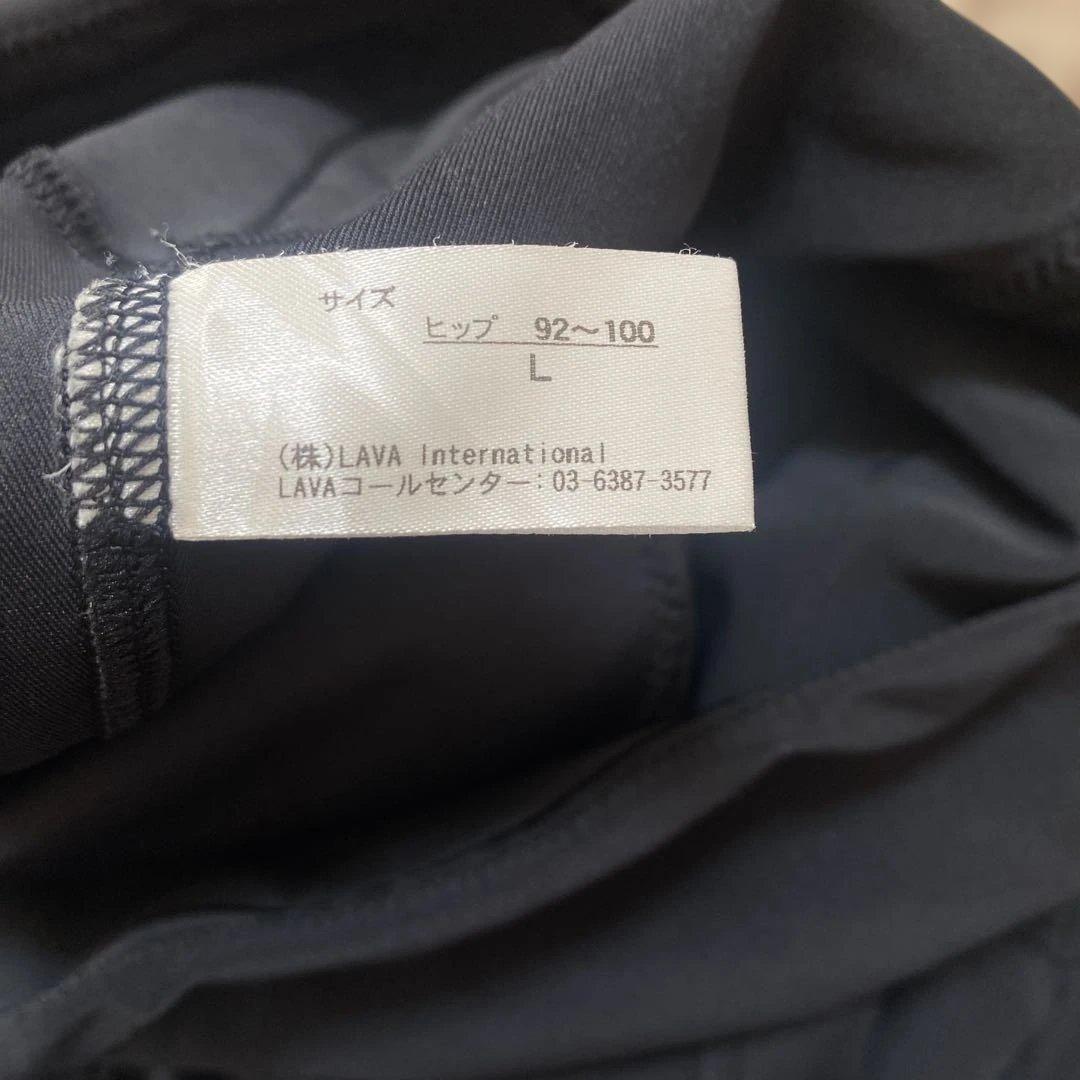 サイズ
ヒップ 92～100
L
(株)LAVA International
LAVAコールセンター:03-6387-3577